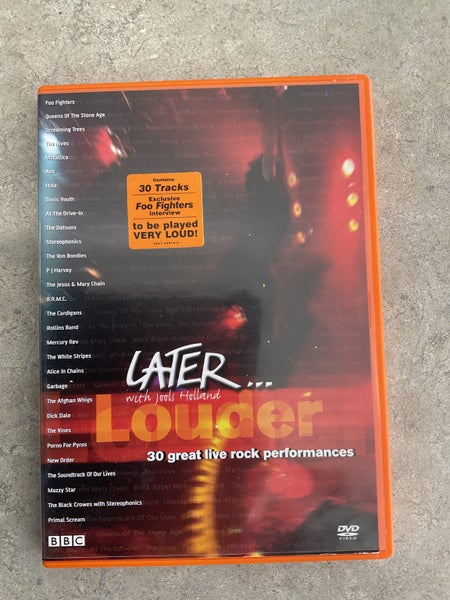 Foo Fighters
Queens Of The Stone Age
Screaming Trees
The Hives
Metallica
Ash
Hole
Sonic Youth
At The Drive-In
The Datsuns
Stereophonics
The Von Bondies
P J Harvey
The Jesus & Mary Chain
B.R.M.C.
The Cardigans
Rollins Band
Mercury Rev
The White Stripes
Alice In Chains
Garbage
The Afghan Whigs
Dick Dale
The Vines
Porno For Pyros
New Order
The Soundtrack Of Our Lives
Mazzy Star
The Black Crowes with Stereophonics
Primal Scream
Contains
30 Tracks
Exclusive
Foo Fighters
interview
to be played
VERY LOUD!
LATER...
with Jools Holland
Louder
30 great live rock performances
BBC
DVD
VIDEO